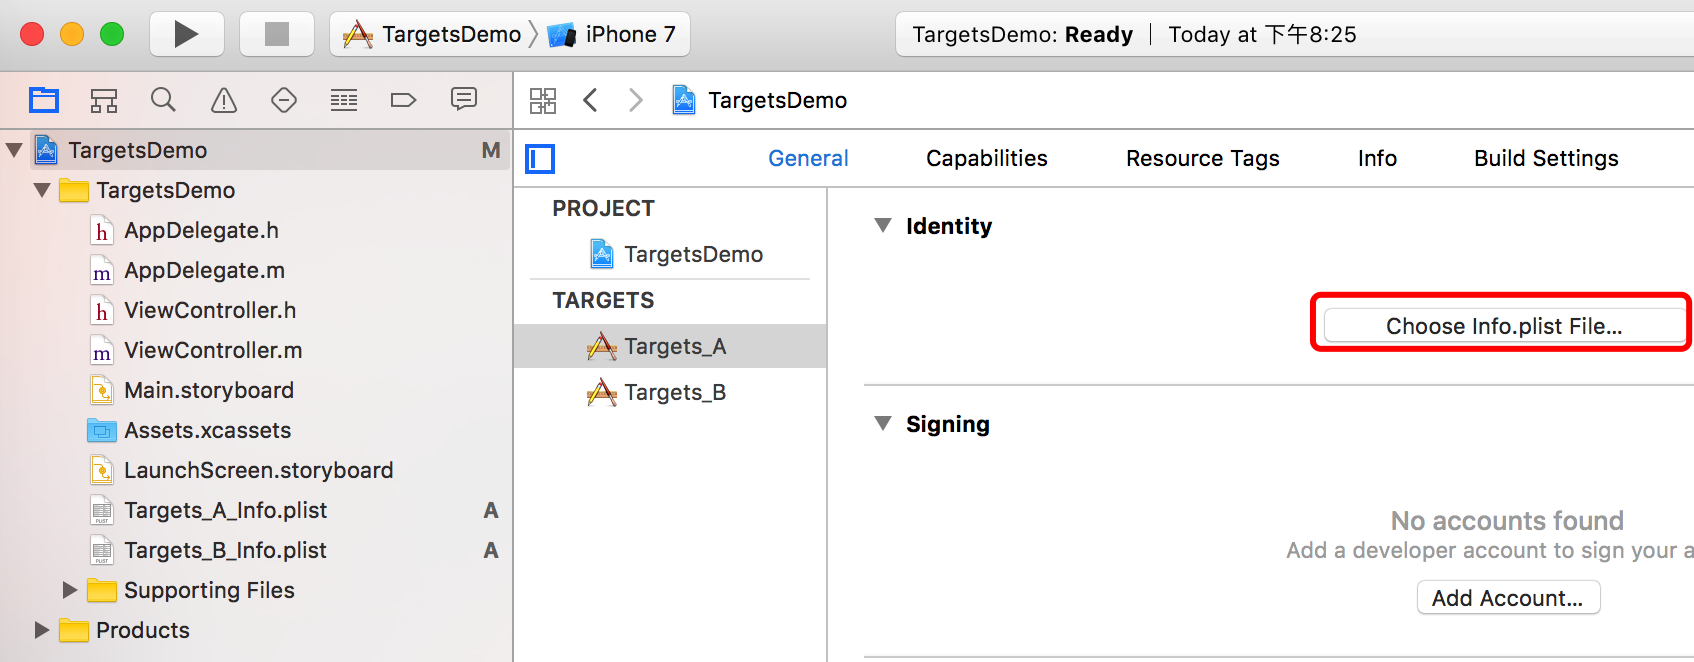 TargetsDemo iPhone 7
TargetsDemo: Ready Today at 下午8:25
TargetsDemo
TargetsDemo M
TargetsDemo
h AppDelegate.h
m AppDelegate.m
h ViewController.h
m ViewController.m
Main.storyboard
Assets.xcassets
LaunchScreen.storyboard
PLIST Targets_A_Info.plist A
PLIST Targets_B_Info.plist A
Supporting Files
Products
General Capabilities Resource Tags Info Build Settings
PROJECT
TargetsDemo
TARGETS
Targets_A
Targets_B
Identity
Choose Info.plist File...
Signing
No accounts found
Add a developer account to sign your a
Add Account...